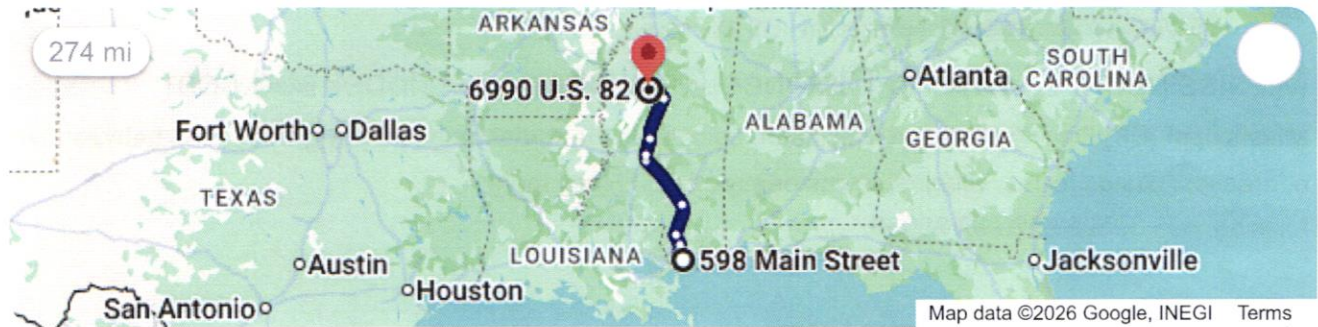 ARKANSAS
274 mi
SOUTH
CAROLINA
Atlanta
6990 U.S. 82
ALABAMA
Fort Worth
Dallas
GEORGIA
TEXAS
LOUISIANA
598 Main Street
Austin
Jacksonville
Houston
San Antonio
Map data ©2026 Google, INEGI
Terms